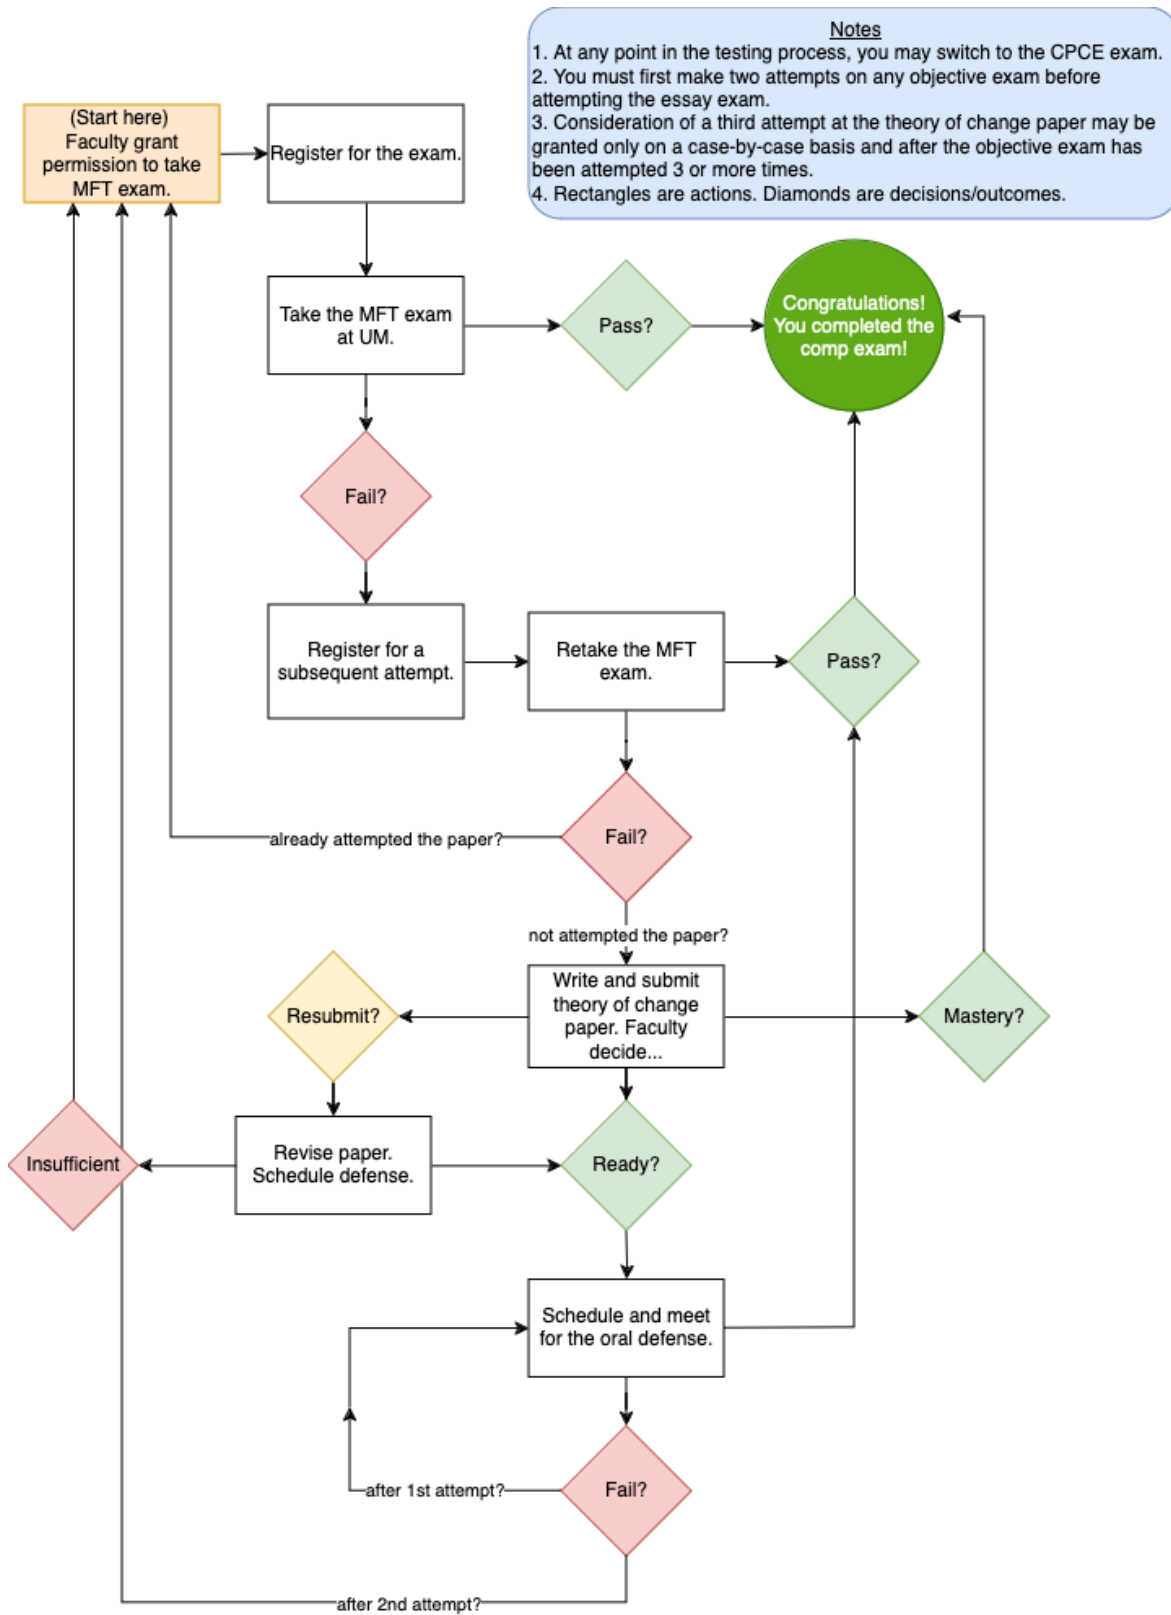 Notes
1. At any point in the testing process, you may switch to the CPCE exam.
2. You must first make two attempts on any objective exam before
attempting the essay exam.
3. Consideration of a third attempt at the theory of change paper may be
granted only on a case-by-case basis and after the objective exam has
been attempted 3 or more times.
4. Rectangles are actions. Diamonds are decisions/outcomes.
(Start here)
Faculty grant
permission to take
MFT exam.
Register for the exam.
Take the MFT exam
at UM.
Pass?
Congratulations!
You completed the
comp exam!
Fail?
Register for a
subsequent attempt.
Retake the MFT
exam.
Pass?
Fail?
already attempted the paper?
not attempted the paper?
Write and submit
theory of change
paper. Faculty
decide...
Resubmit?
Mastery?
Insufficient
Revise paper.
Schedule defense.
Ready?
Schedule and meet
for the oral defense.
Fail?
after 1st attempt?
after 2nd attempt?